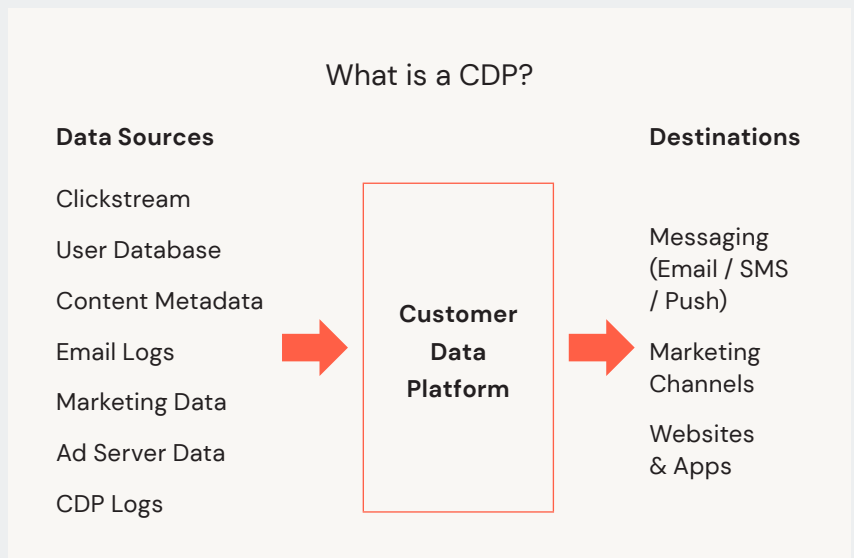 What is a CDP?
Data Sources
Clickstream
User Database
Content Metadata
Email Logs
Marketing Data
Ad Server Data
CDP Logs
Customer
Data
Platform
Destinations
Messaging
(Email / SMS
/ Push)
Marketing
Channels
Websites
& Apps